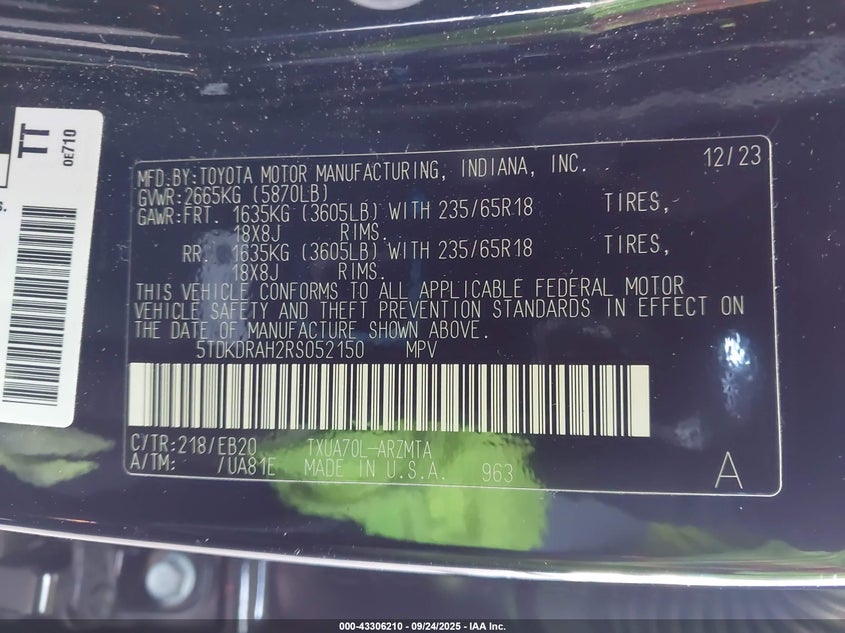 TT
0E710
s.
MFD.BY:TOYOTA MOTOR MANUFACTURING, INDIANA, INC. 12/23
GVWR:2665KG (5870LB)
GAWR:FRT. 1635KG (3605LB) WITH 235/65R18 TIRES,
18X8J RIMS.
RR. 1635KG (3605LB) WITH 235/65R18 TIRES,
18X8J RIMS.
THIS VEHICLE CONFORMS TO ALL APPLICABLE FEDERAL MOTOR
VEHICLE SAFETY AND THEFT PREVENTION STANDARDS IN EFFECT ON
THE DATE OF MANUFACTURE SHOWN ABOVE.
5TDKDRAH2RS052150 MPV
C/TR:218/EB20 TXUA70L-ARZMTA
A/TM: /UA81E MADE IN U.S.A. 963 A
000-43306210 - 09/24/2025 - IAA Inc.